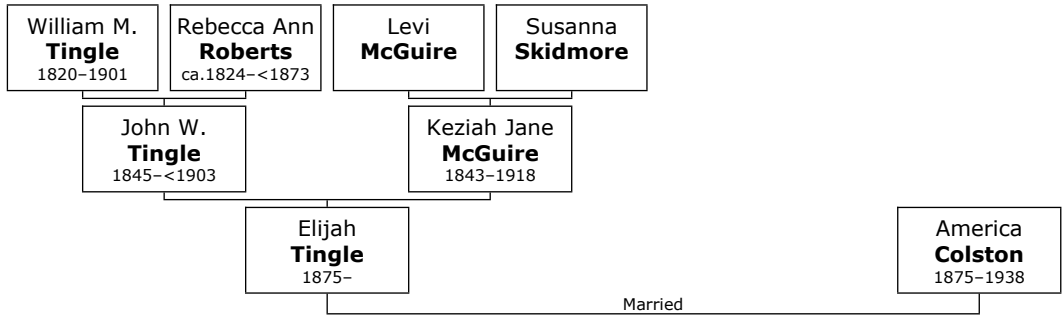 William M.
Tingle
1820–1901
Rebecca Ann
Roberts
ca.1824–<1873
Levi
McGuire
Susanna
Skidmore
John W.
Tingle
1845–<1903
Keziah Jane
McGuire
1843–1918
Elijah
Tingle
1875–
America
Colston
1875–1938
Married